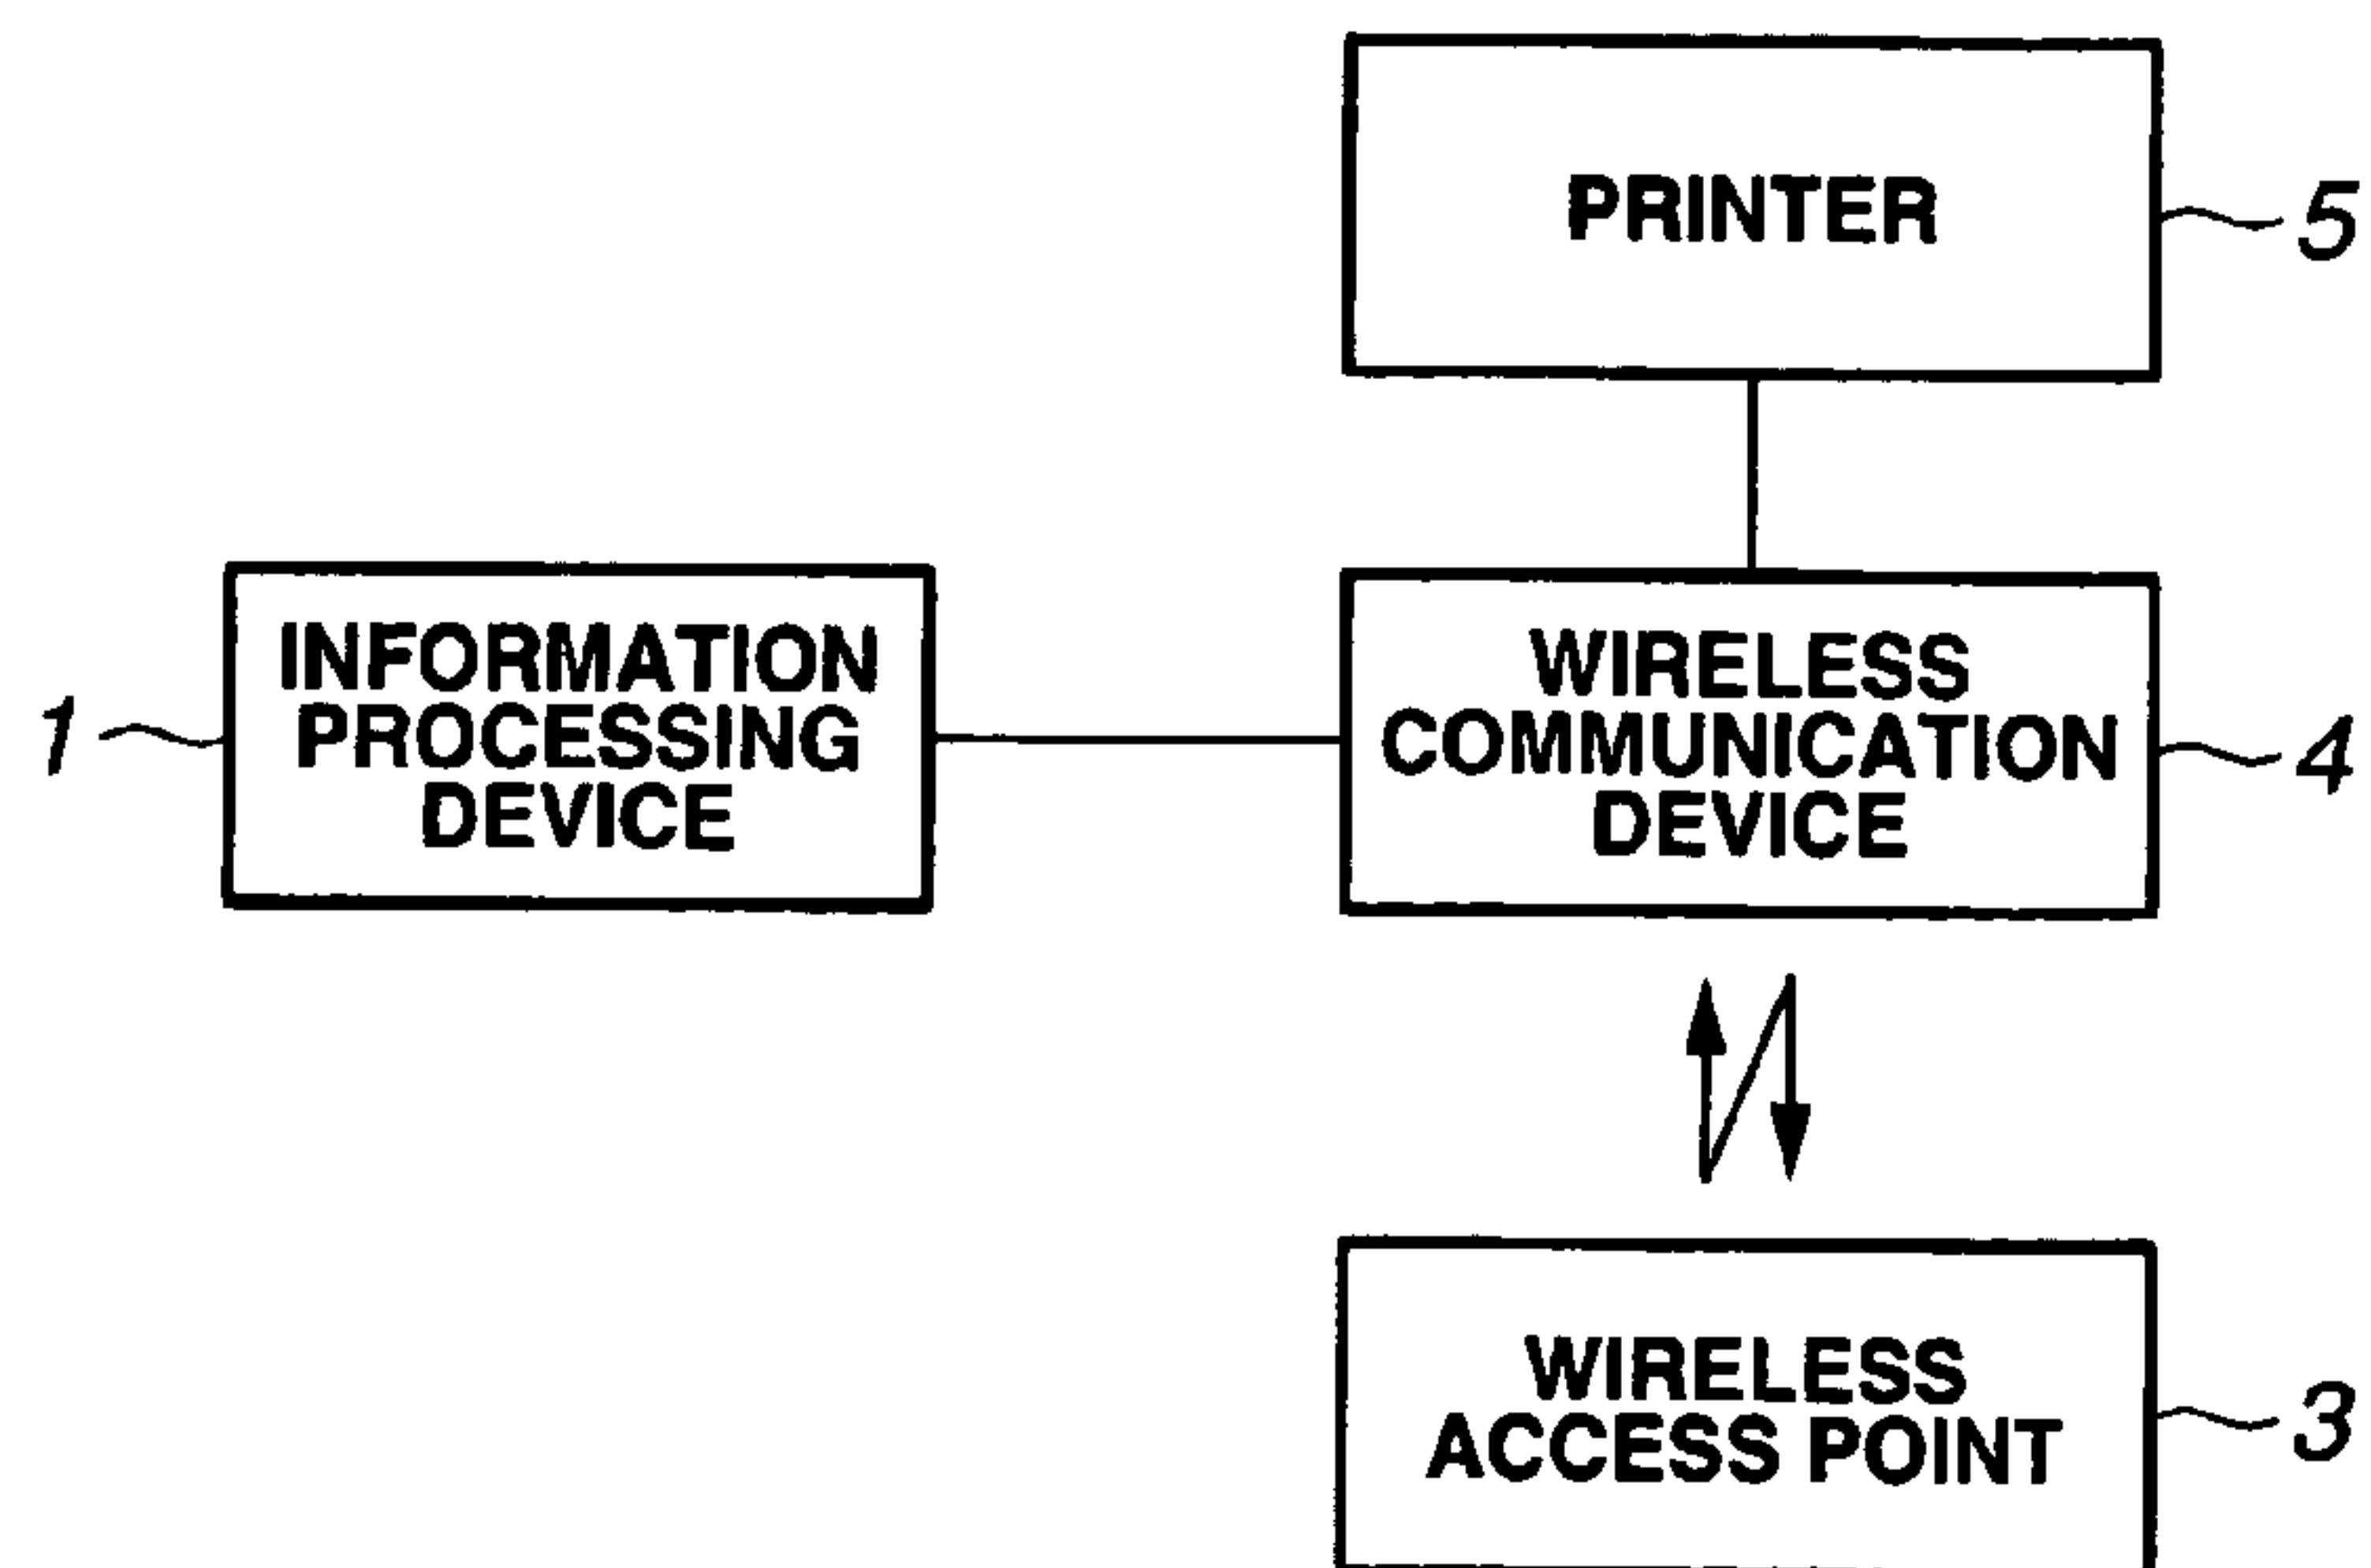 PRINTER
5
INFORMATION
PROCESSING
DEVICE
1
WIRELESS
COMMUNICATION
DEVICE
4
WIRELESS
ACCESS POINT
3